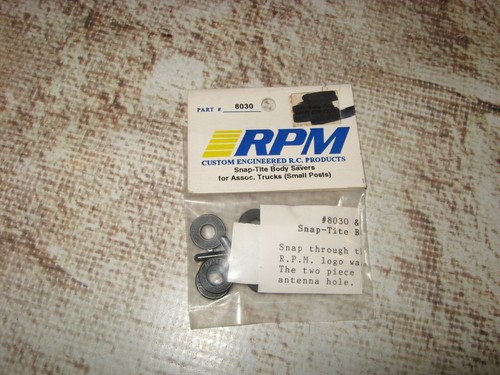 PART # 8030
RPM
CUSTOM ENGINEERED R.C. PRODUCTS
Snap-Tite Body Savers
for Assoc. Trucks (Small Posts)
#8030 &
Snap-Tite B
Snap through t
R.P.M. logo wa
The two piece
antenna hole.